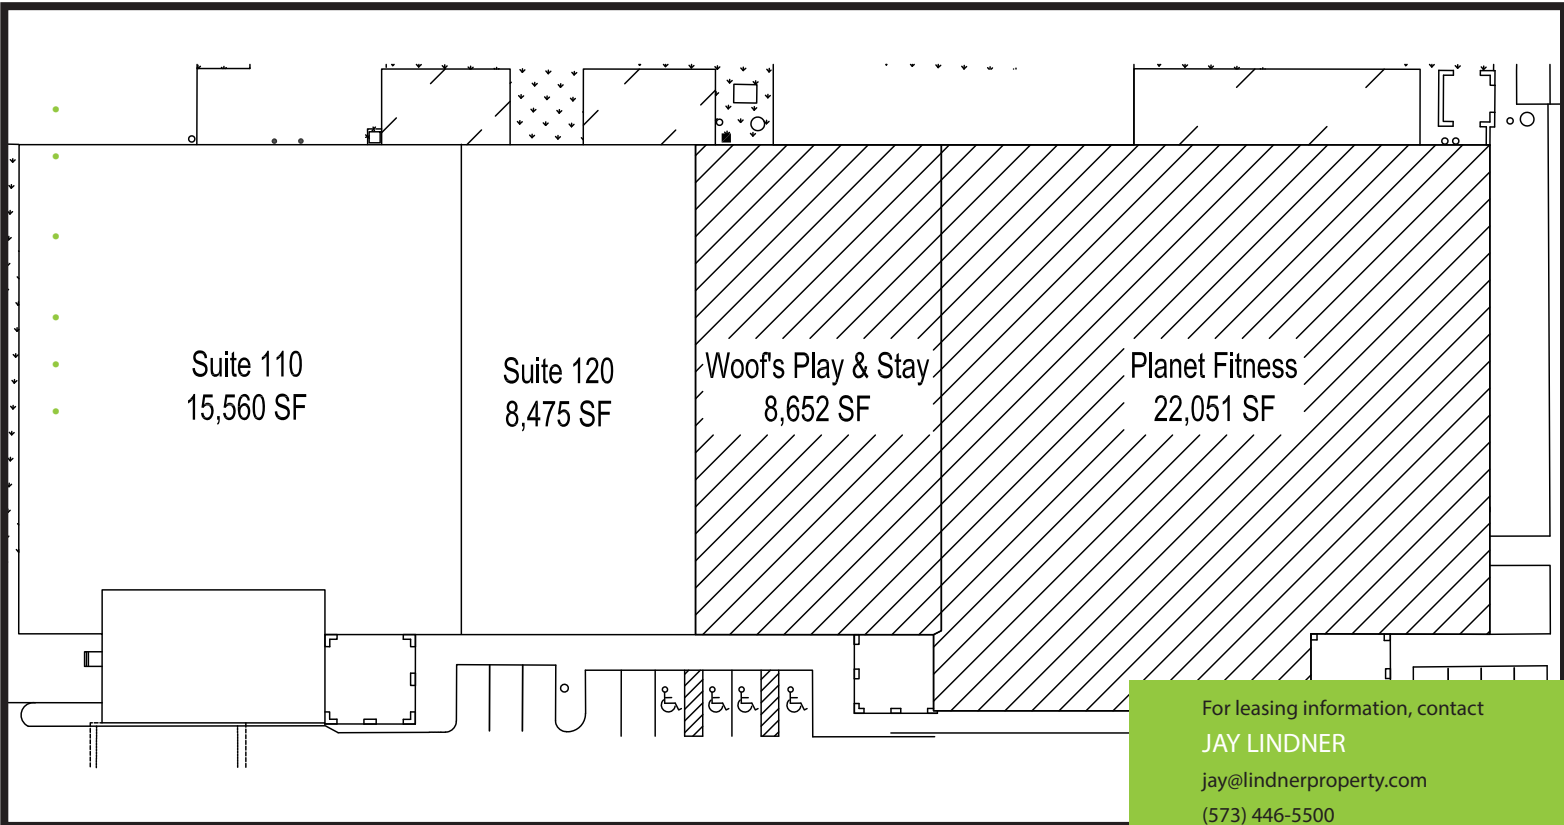 Suite 110
15,560 SF
Suite 120
8,475 SF
Woof's Play & Stay
8,652 SF
Planet Fitness
22,051 SF
For leasing information, contact
JAY LINDNER
jay@lindnerproperty.com
(573) 446-5500